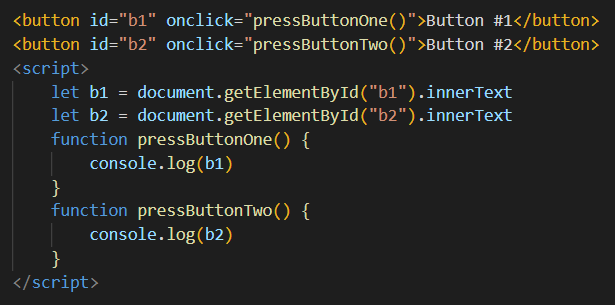 <button id="b1" onclick="pressButtonOne()">Button #1</button>
<button id="b2" onclick="pressButtonTwo()">Button #2</button>
<script>
    let b1 = document.getElementById("b1").innerText
    let b2 = document.getElementById("b2").innerText
    function pressButtonOne() {
        console.log(b1)
    }
    function pressButtonTwo() {
        console.log(b2)
    }
</script>